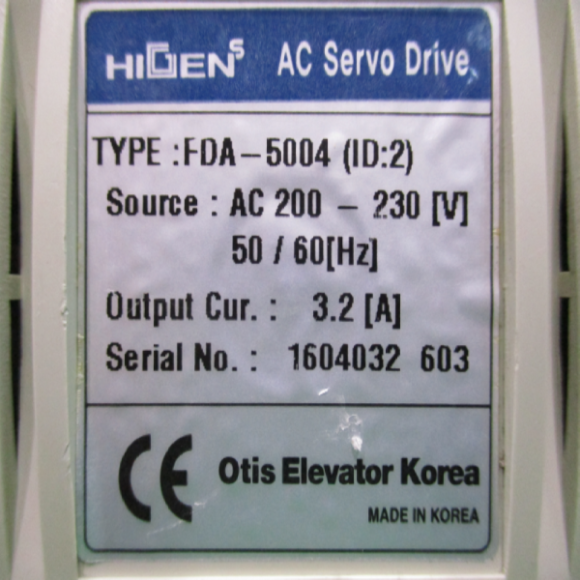 HIGENS AC Servo Drive
TYPE : FDA-5004 (ID:2)
Source : AC 200 - 230 [V]
50 / 60[Hz]
Output Cur. : 3.2 [A]
Serial No. : 1604032 603
CE Otis Elevator Korea
MADE IN KOREA